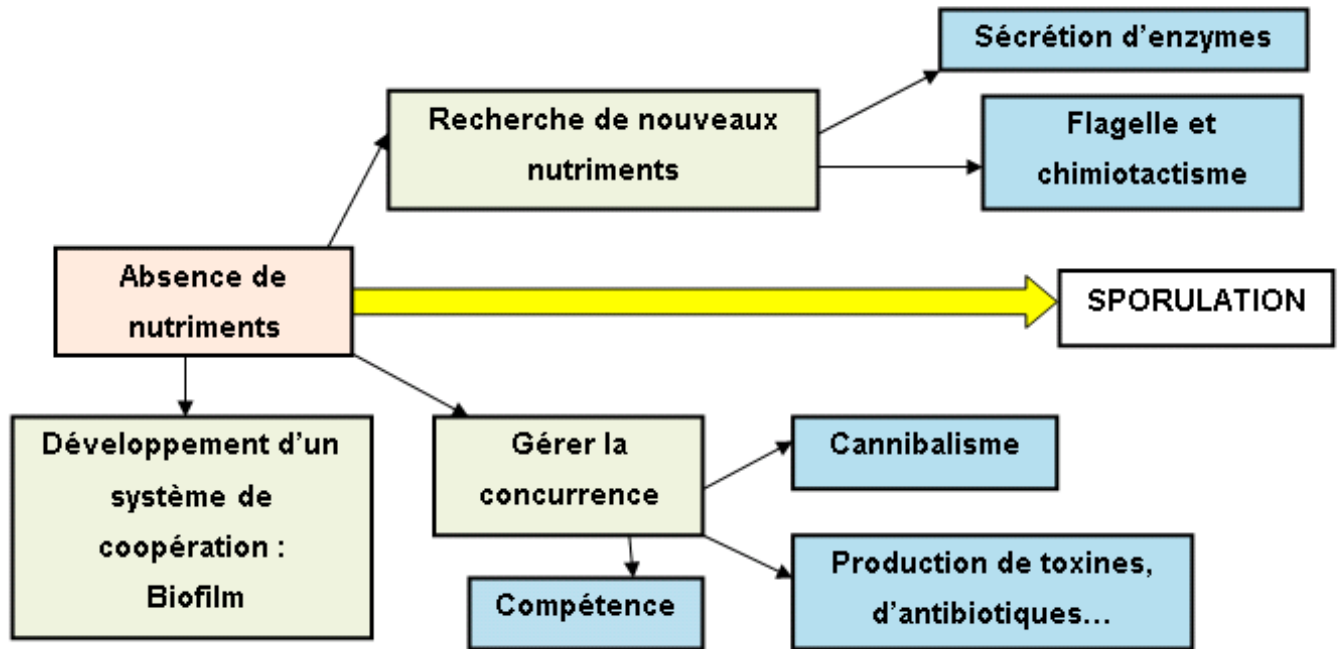 Sécrétion d'enzymes
Recherche de nouveaux
nutriments
Flagelle et
chimiotactisme
Absence de
nutriments
SPORULATION
Développement d'un
système de
coopération :
Biofilm
Gérer la
concurrence
Cannibalisme
Compétence
Production de toxines,
d'antibiotiques…